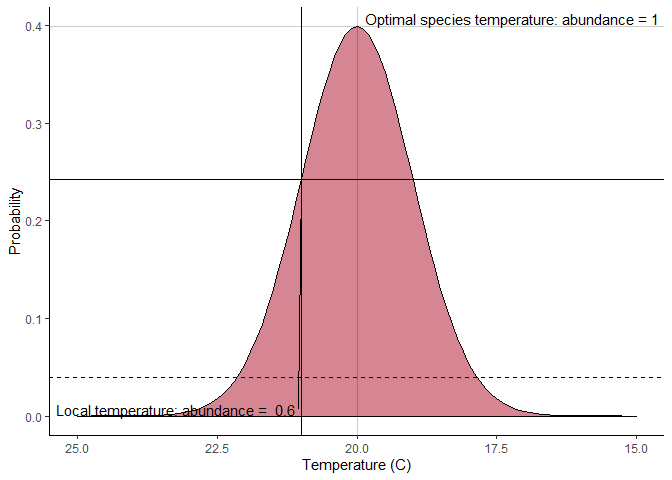 Optimal species temperature: abundance = 1
0.4
0.3
0.2
0.1
0.0
Probability
Local temperature: abundance =  0.6
25.0
22.5
20.0
17.5
15.0
Temperature (C)